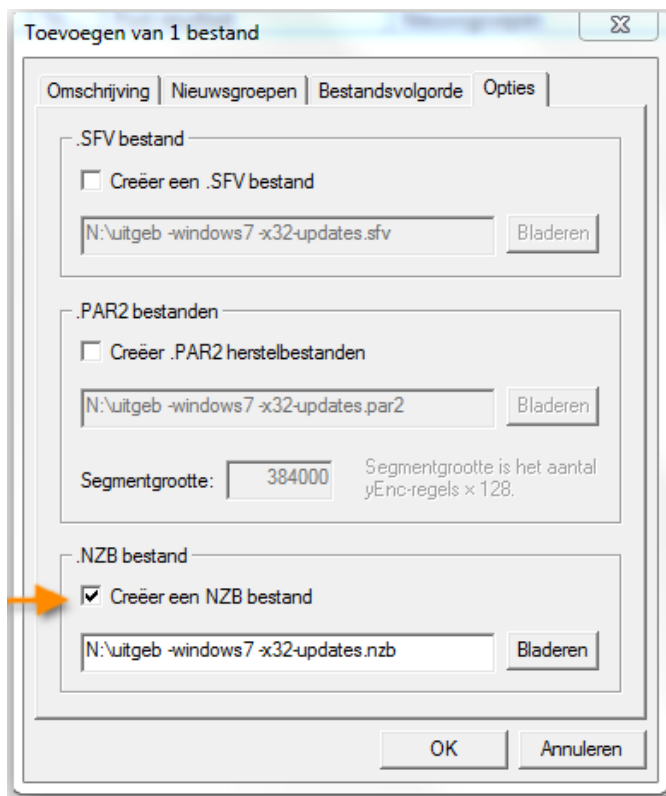 Toevoegen van 1 bestand
Omschrijving Nieuwsgroepen Bestandsvolgorde Opties
.SFV bestand
Creëer een .SFV bestand
N:\uitgeb -windows7 -x32-updates.sfv Bladeren
.PAR2 bestanden
Creëer .PAR2 herstelbestanden
N:\uitgeb -windows7 -x32-updates.par2 Bladeren
Segmentgrootte: 384000 Segmentgrootte is het aantal
yEnc-regels × 128.
.NZB bestand
Creëer een NZB bestand
N:\uitgeb -windows7 -x32-updates.nzb Bladeren
OK Annuleren